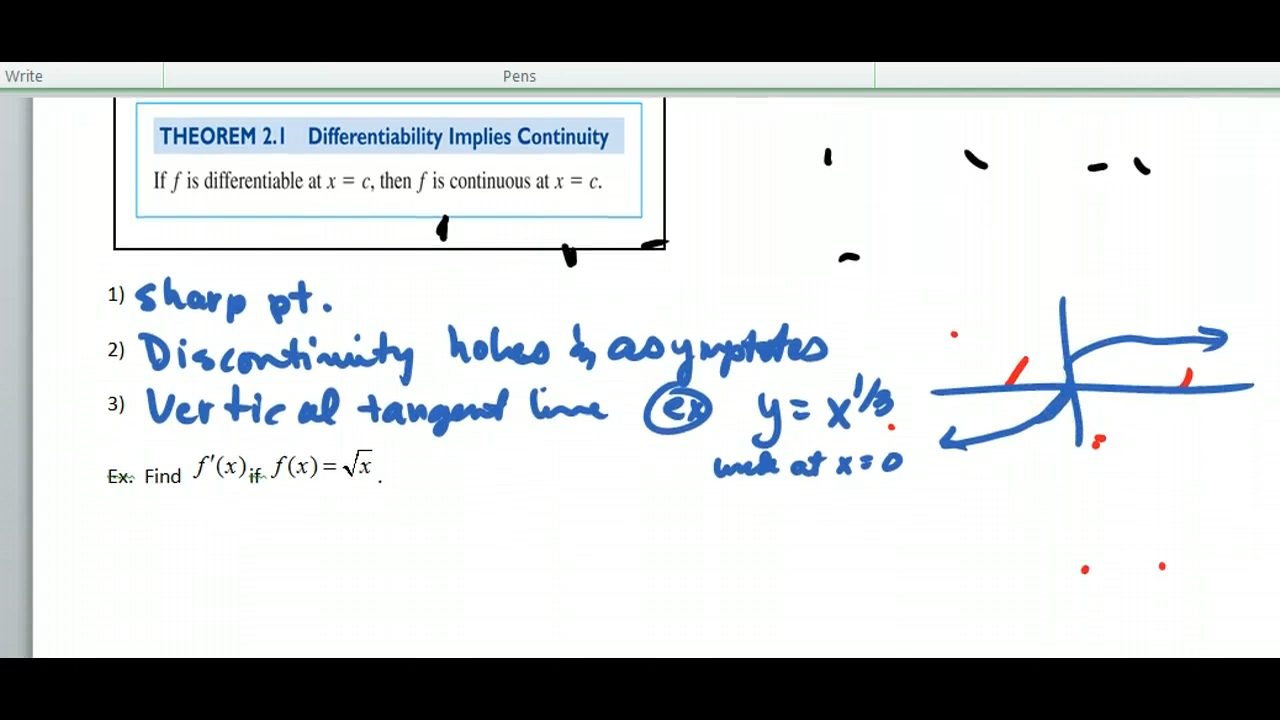 Write
Pens
THEOREM 2.1 Differentiability Implies Continuity
If f is differentiable at x = c, then f is continuous at x = c.
1) sharp pt.
2) Discontinuity holes & asymptotes
3) Vertical tangent line ex y = x^1/3
at x = 0
Ex. Find f'(x) if f(x) = √x .